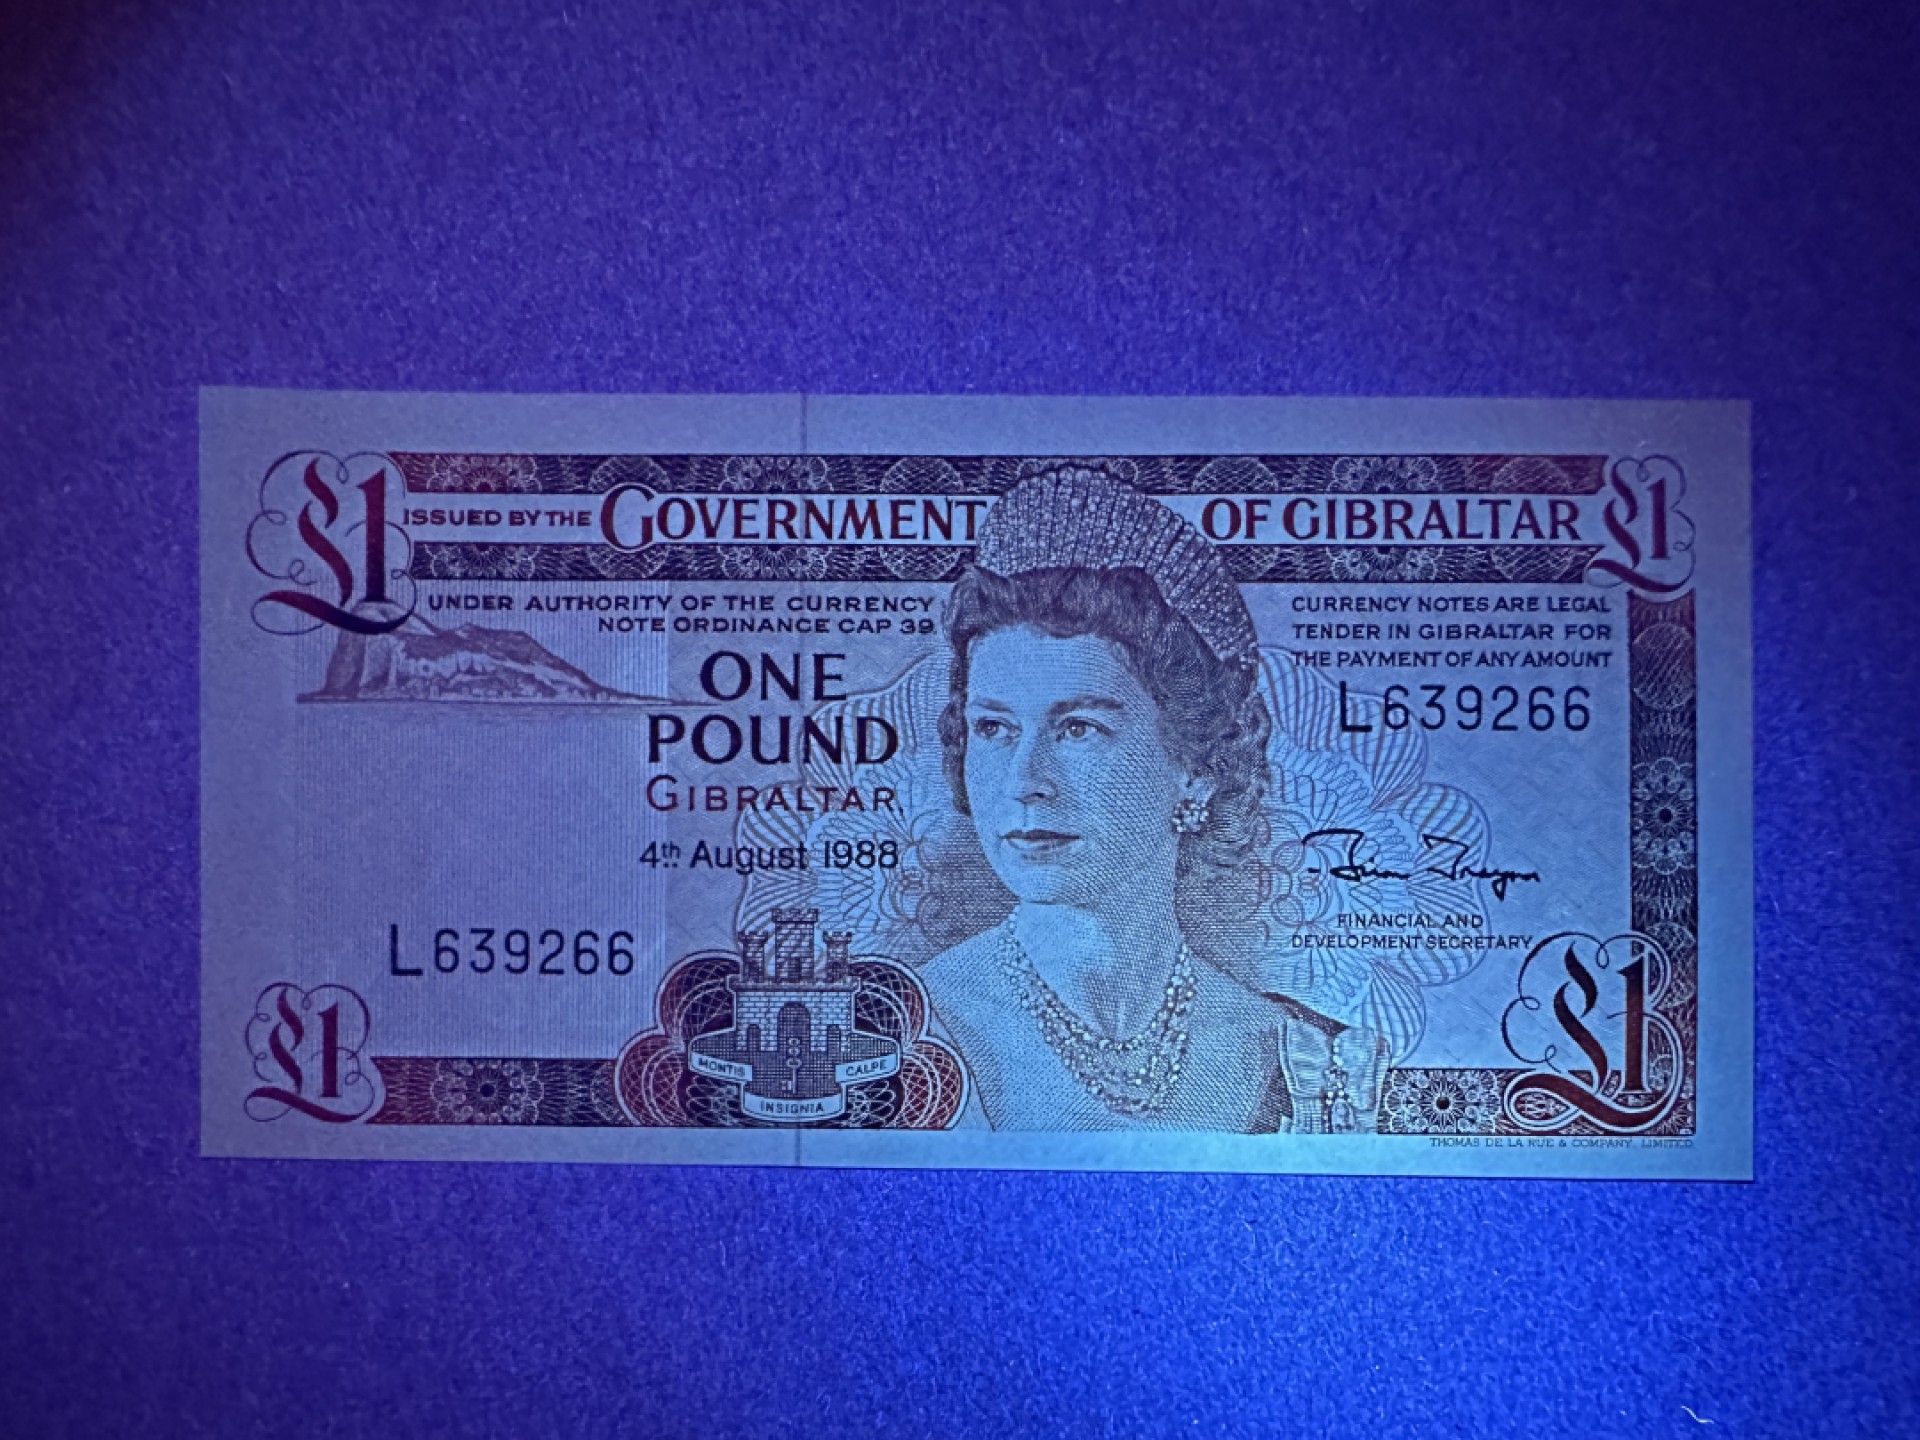 £1 ISSUED BY THE GOVERNMENT OF GIBRALTAR £1
UNDER AUTHORITY OF THE CURRENCY
NOTE ORDINANCE CAP 39
CURRENCY NOTES ARE LEGAL
TENDER IN GIBRALTAR FOR
THE PAYMENT OF ANY AMOUNT
ONE
POUND
GIBRALTAR,
4th August 1988
L639266
Brian Traynor
FINANCIAL AND
DEVELOPMENT SECRETARY
L639266
£1
MONTIS CALPE
INSIGNIA
£1
THOMAS DE LA RUE & COMPANY, LIMITED